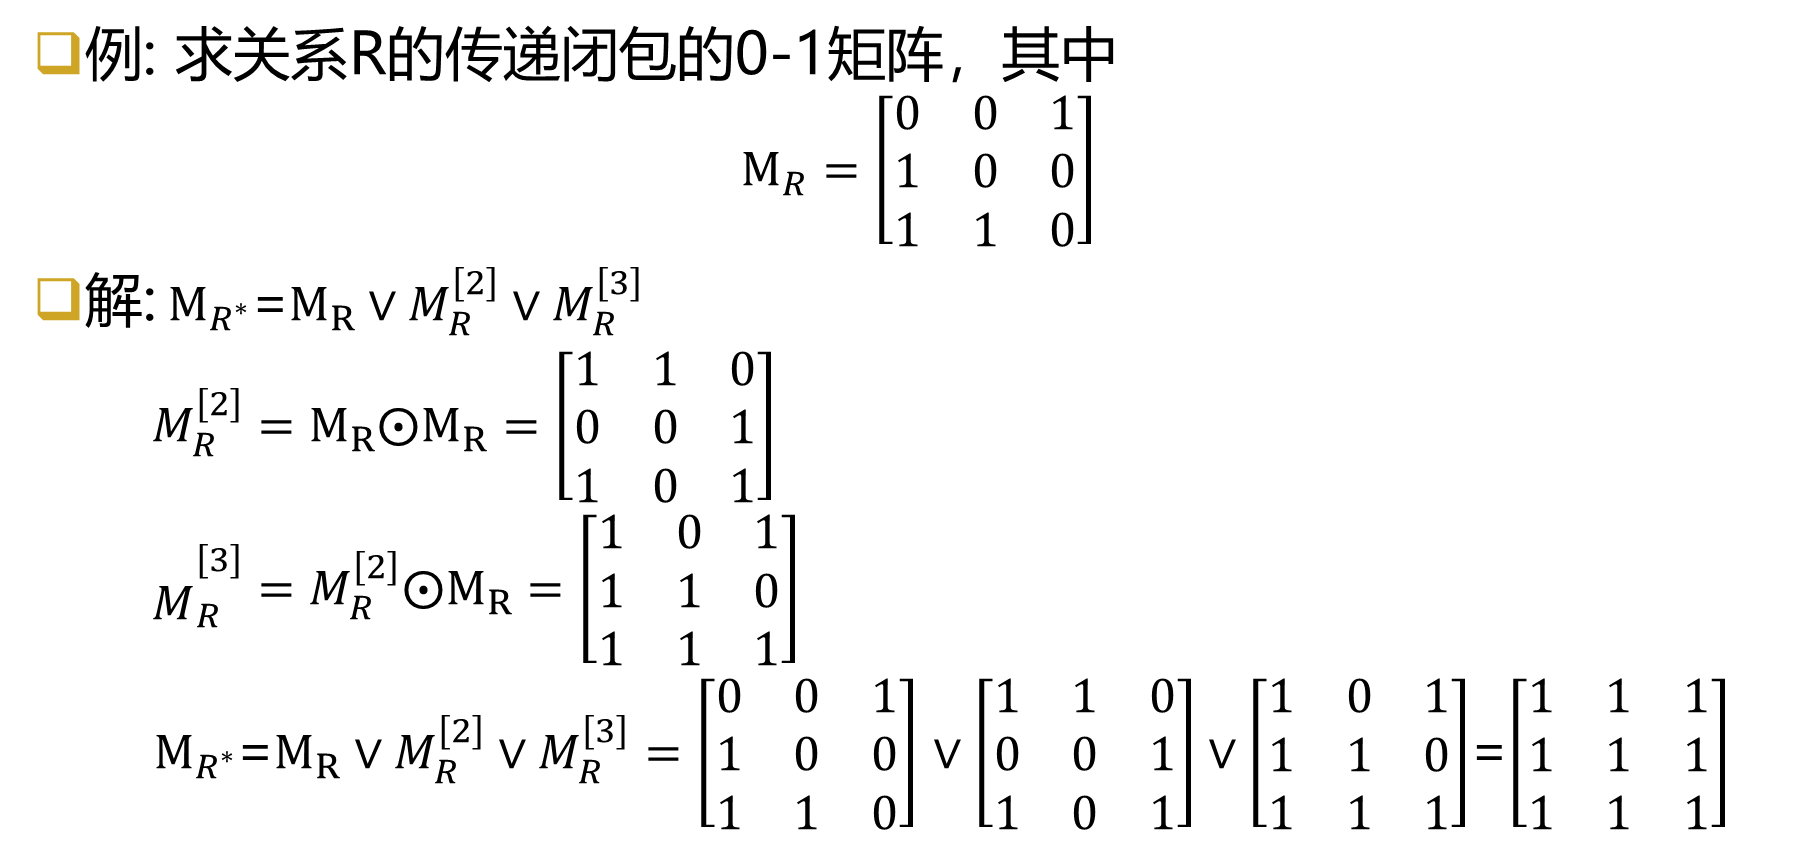 例: 求关系R的传递闭包的0-1矩阵，其中
M_R = [0 0 1
1 0 0
1 1 0]
解: M_{R*}=M_R ∨ M_R^{[2]} ∨ M_R^{[3]}
M_R^{[2]} = M_R⊙M_R = [1 1 0
0 0 1
1 0 1]
M_R^{[3]} = M_R^{[2]}⊙M_R = [1 0 1
1 1 0
1 1 1]
M_{R*}=M_R ∨ M_R^{[2]} ∨ M_R^{[3]} = [0 0 1; 1 0 0; 1 1 0] ∨ [1 1 0; 0 0 1; 1 0 1] ∨ [1 0 1; 1 1 0; 1 1 1]=[1 1 1; 1 1 1; 1 1 1]